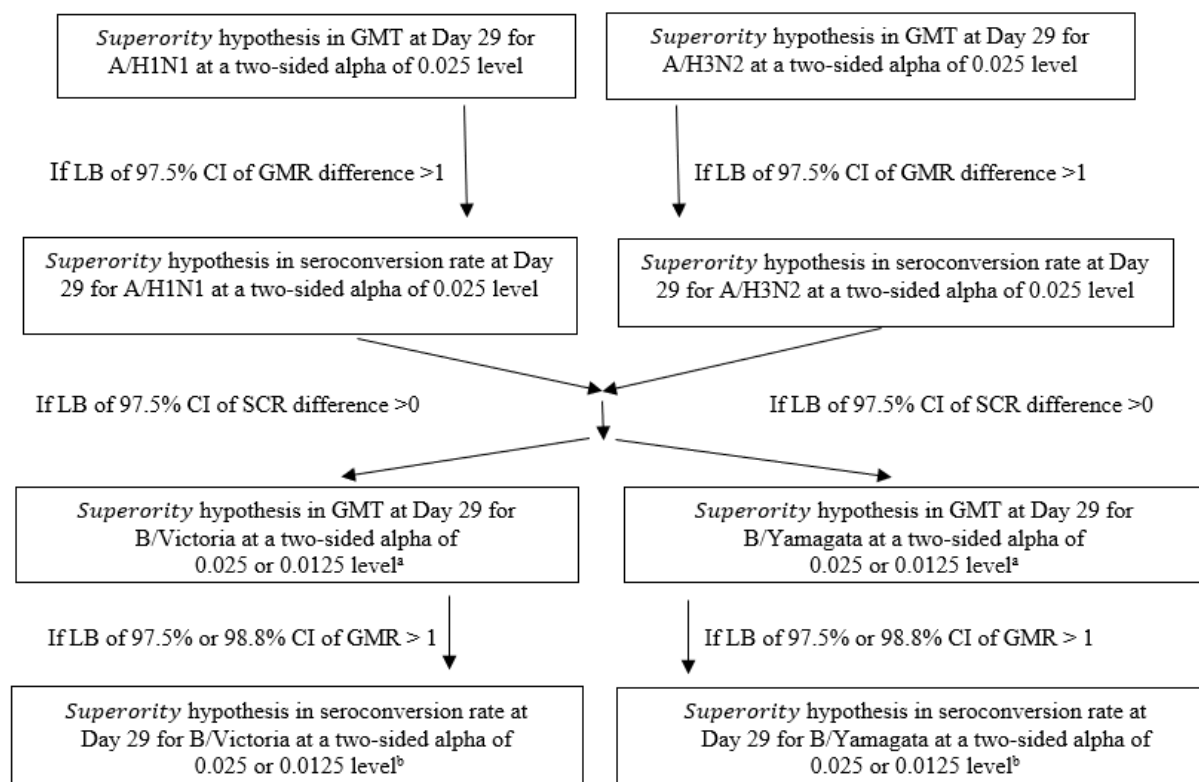 Superority hypothesis in GMT at Day 29 for
A/H1N1 at a two-sided alpha of 0.025 level
Superority hypothesis in GMT at Day 29 for
A/H3N2 at a two-sided alpha of 0.025 level
If LB of 97.5% CI of GMR difference >1
If LB of 97.5% CI of GMR difference >1
Superority hypothesis in seroconversion rate at Day
29 for A/H1N1 at a two-sided alpha of 0.025 level
Superority hypothesis in seroconversion rate at Day
29 for A/H3N2 at a two-sided alpha of 0.025 level
If LB of 97.5% CI of SCR difference >0
If LB of 97.5% CI of SCR difference >0
Superority hypothesis in GMT at Day 29 for
B/Victoria at a two-sided alpha of
0.025 or 0.0125 levelᵃ
Superority hypothesis in GMT at Day 29 for
B/Yamagata at a two-sided alpha of
0.025 or 0.0125 levelᵃ
If LB of 97.5% or 98.8% CI of GMR > 1
If LB of 97.5% or 98.8% CI of GMR > 1
Superority hypothesis in seroconversion rate at
Day 29 for B/Victoria at a two-sided alpha of
0.025 or 0.0125 levelᵇ
Superority hypothesis in seroconversion rate at
Day 29 for B/Yamagata at a two-sided alpha of
0.025 or 0.0125 levelᵇ